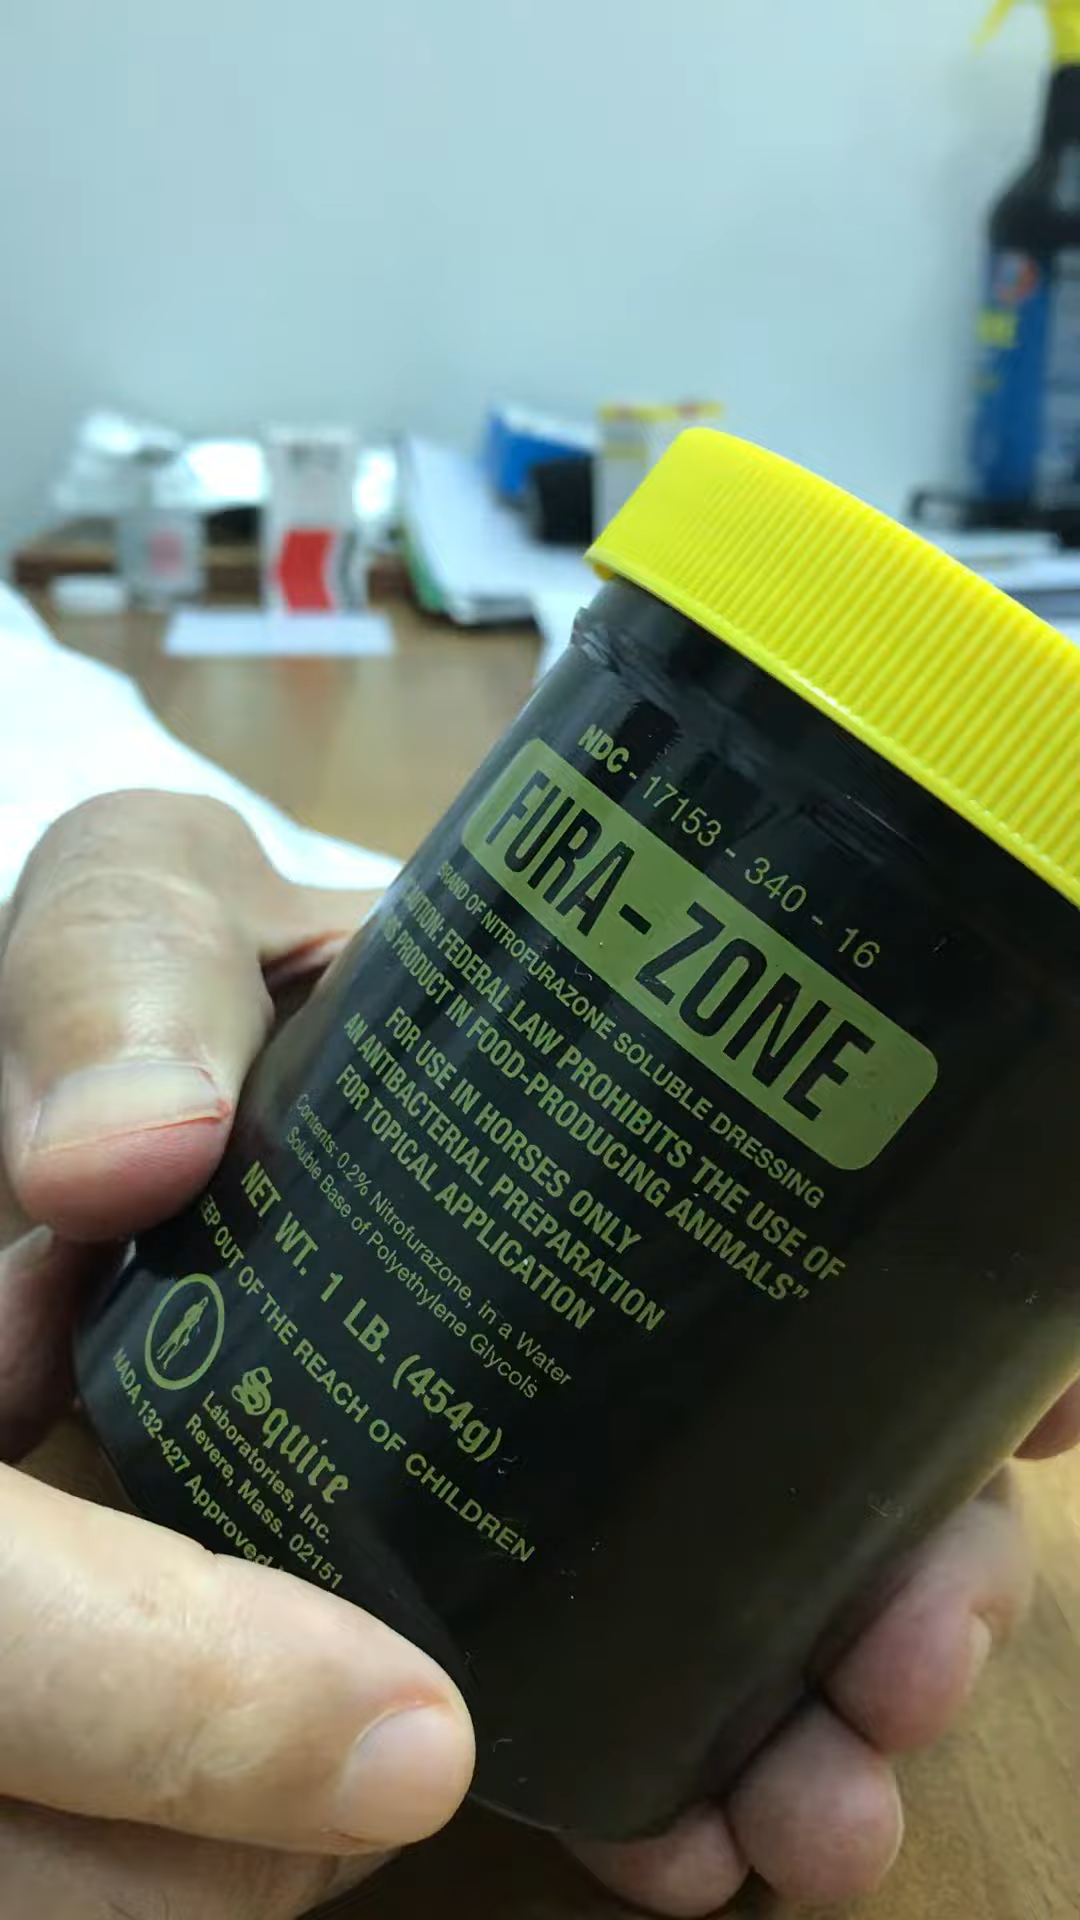 NDC - 17153 - 340 - 16
FURA - ZONE
BRAND OF NITROFURAZONE SOLUBLE DRESSING
FEDERAL LAW PROHIBITS THE USE OF
PRODUCT IN FOOD-PRODUCING ANIMALS”
FOR USE IN HORSES ONLY
AN ANTIBACTERIAL PREPARATION
FOR TOPICAL APPLICATION
Contents: 0.2% Nitrofurazone, in a Water
Soluble Base of Polyethylene Glycols
NET WT. 1 LB. (454g)
OUT OF THE REACH OF CHILDREN
Squire
Laboratories, Inc.
Revere, Mass. 02151
NADA 132-427 Approved